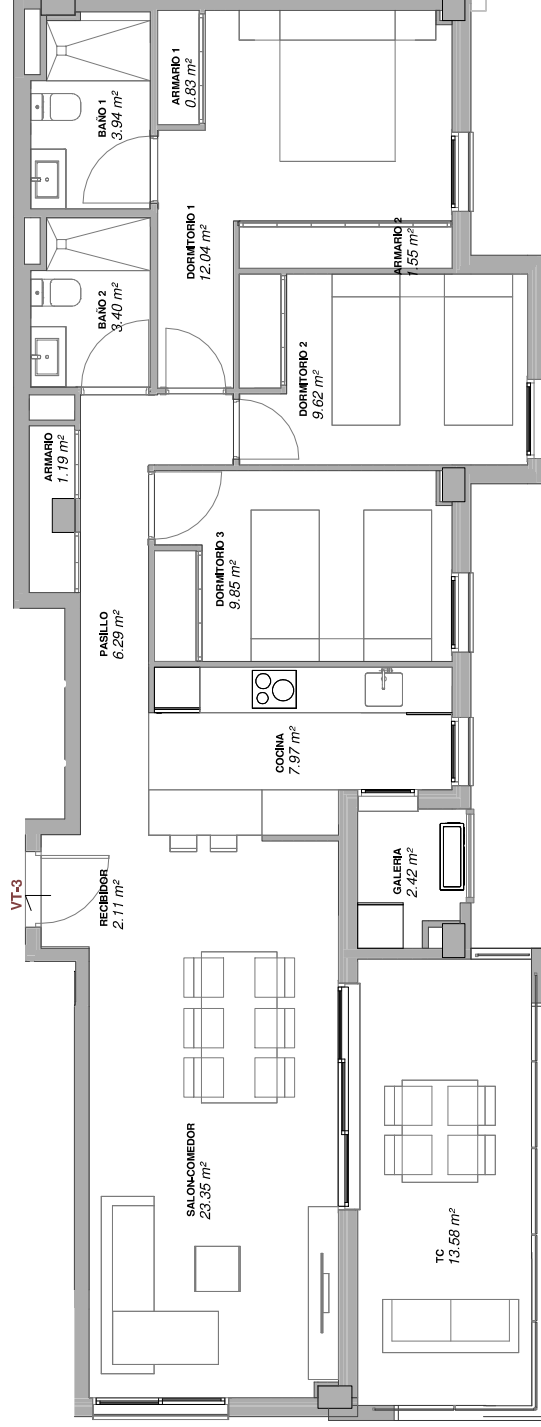 BAÑO 1
3.94 m²
ARMARIO 1
0.83 m²
DORMITORIO 1
12.04 m²
ARMARIO 2
1.55 m²
BAÑO 2
3.40 m²
DORMITORIO 2
9.62 m²
ARMARIO
1.19 m²
DORMITORIO 3
9.85 m²
PASILLO
6.29 m²
COCINA
7.97 m²
GALERIA
2.42 m²
VT-3
RECIBIDOR
2.11 m²
SALON-COMEDOR
23.35 m²
TC
13.58 m²